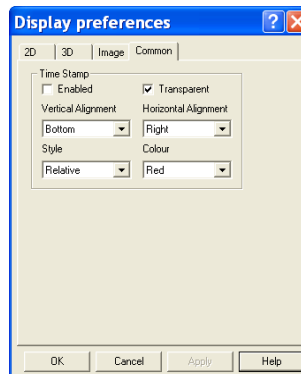 Display preferences
2D 3D Image Common
Time Stamp
Enabled Transparent
Vertical Alignment Horizontal Alignment
Bottom Right
Style Colour
Relative Red
OK Cancel Apply Help